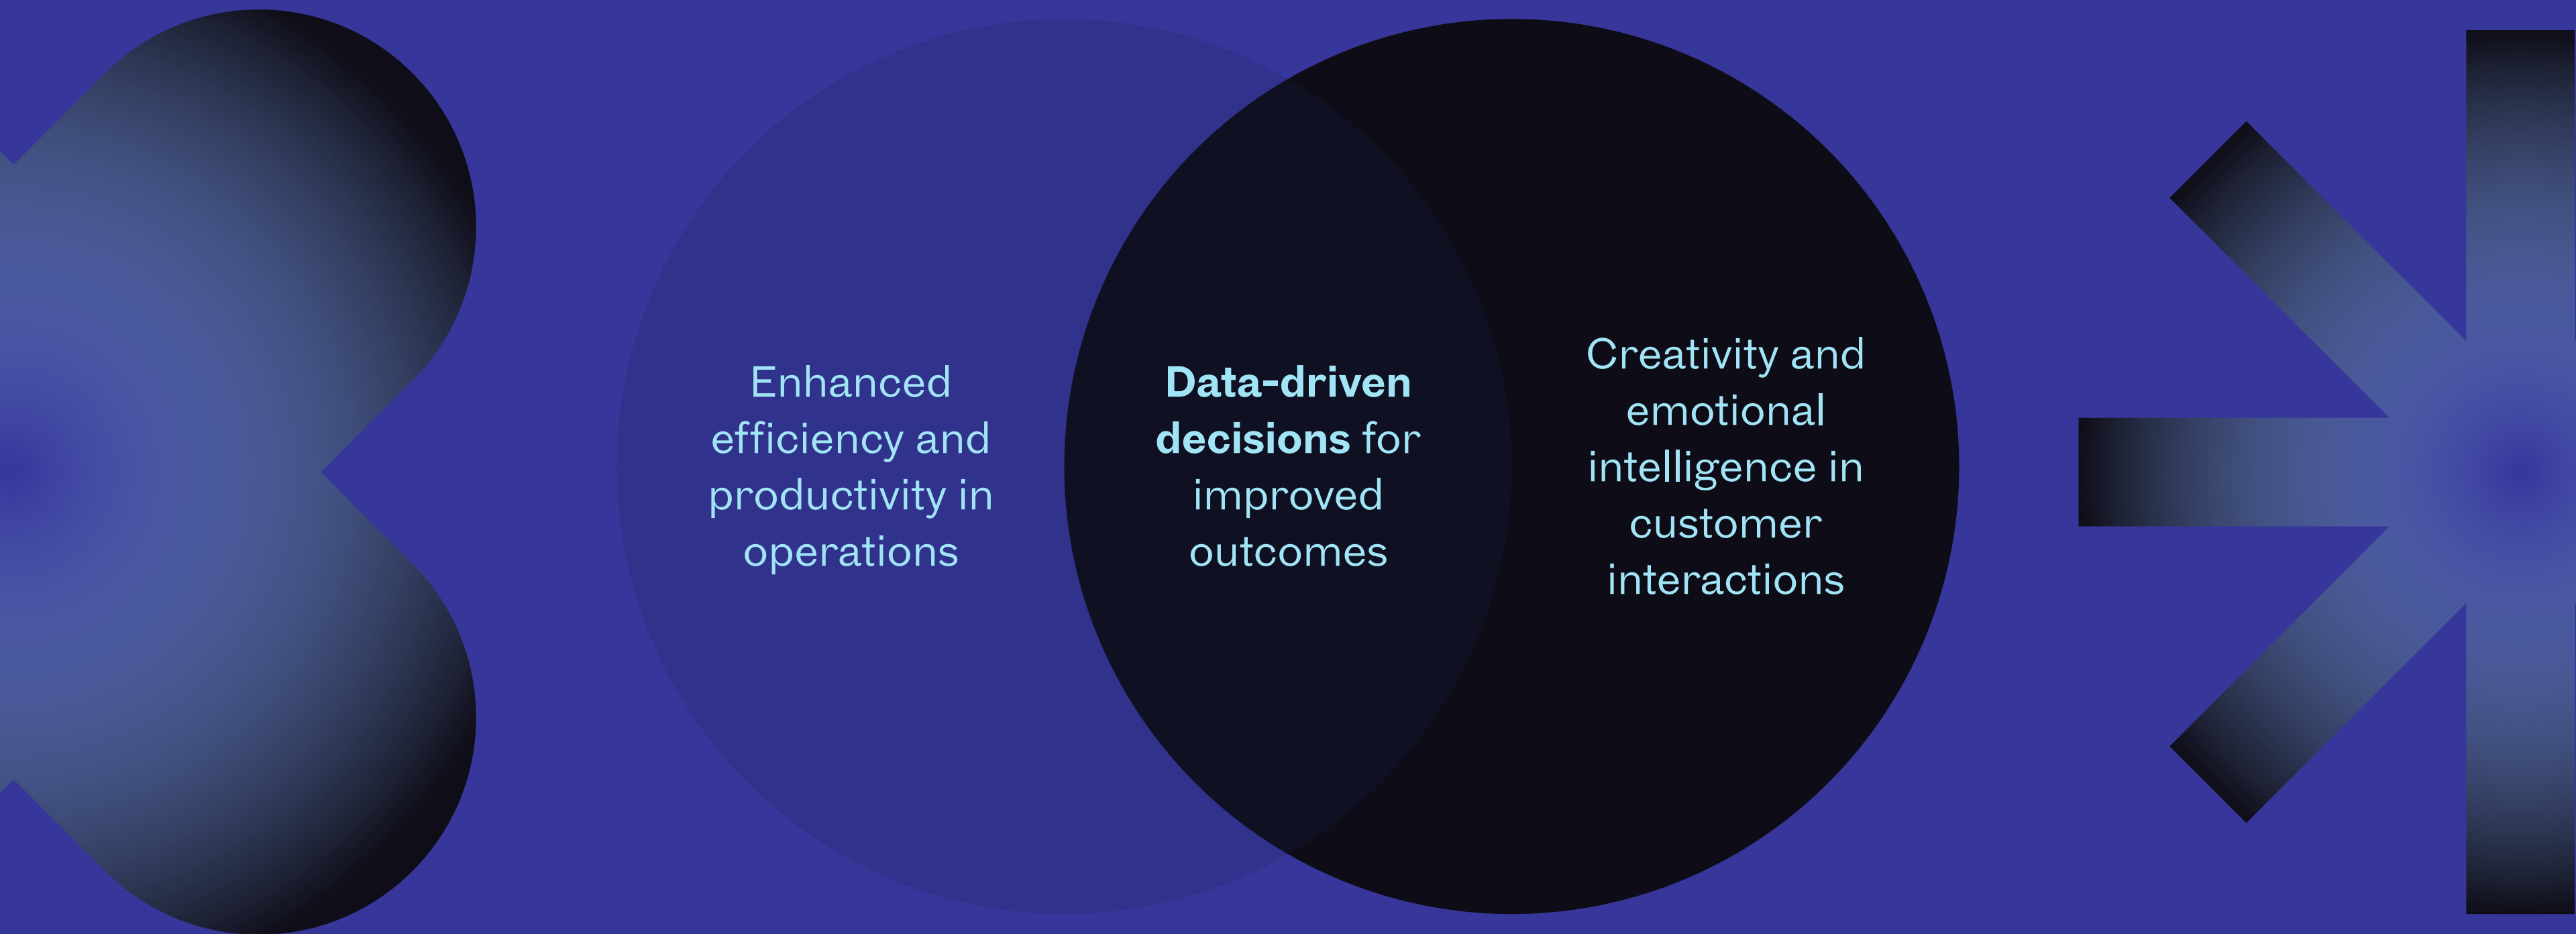 Enhanced
efficiency and
productivity in
operations
Data-driven
decisions for
improved
outcomes
Creativity and
emotional
intelligence in
customer
interactions